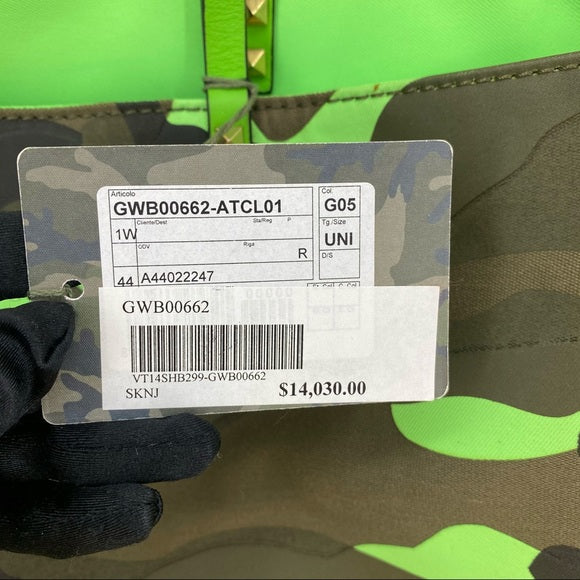 Articolo
GWB00662-ATCL01
Col.
G05
Cliente/Dest Sta/Reg P
1W
Tg./Size
UNI
ODV Riga
R
D/S
44 A44022247
GWB00662
VT14SHB299-GWB00662
SKNJ $14,030.00